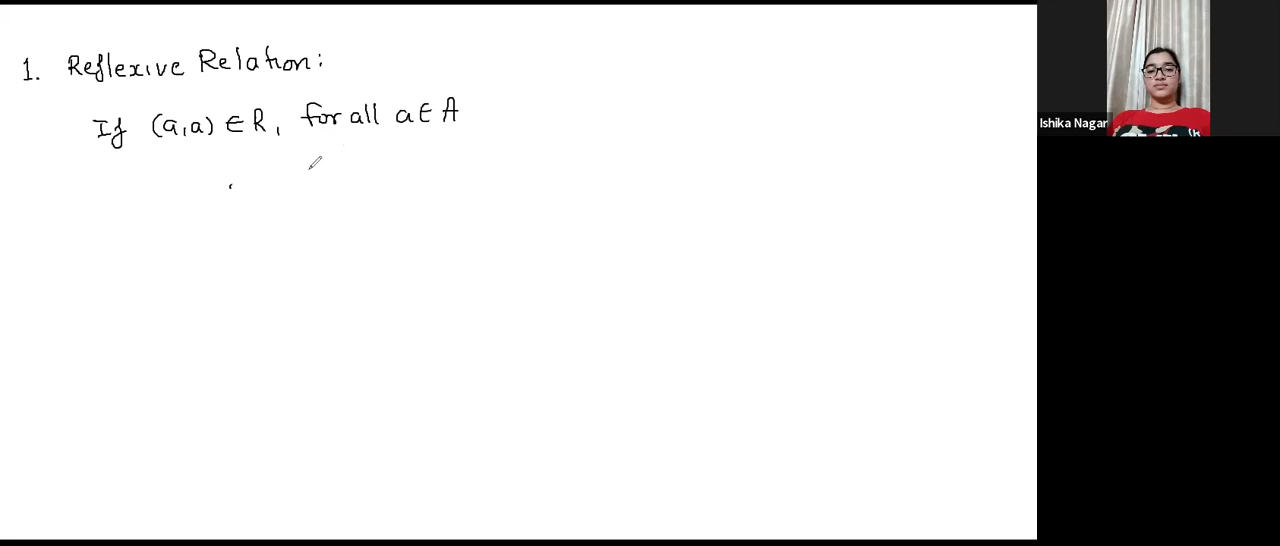 1. Reflexive Relation:
If (a,a) ∈ R, for all a ∈ A
Ishika Nagar